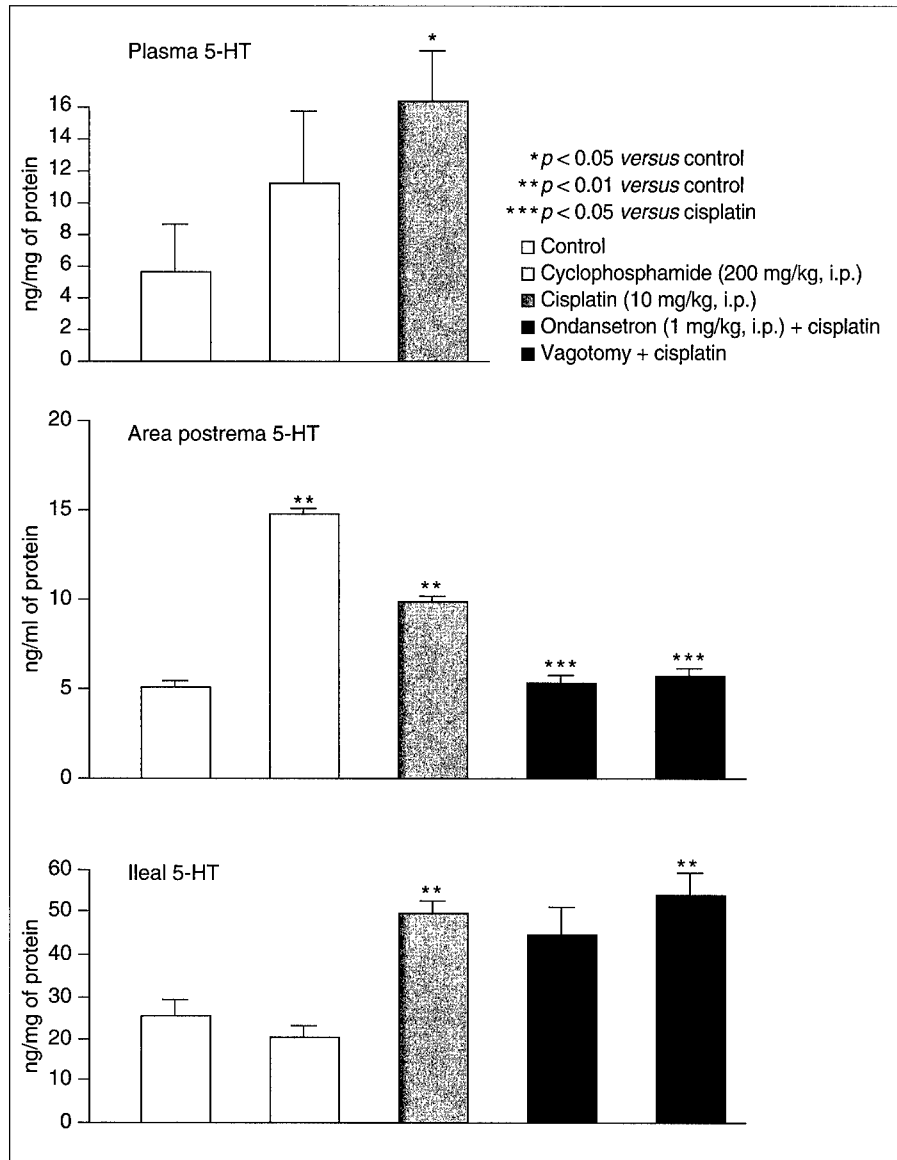 Plasma 5-HT
*
16
14
12
10
8
6
4
2
0
ng/mg of protein
*p < 0.05 versus control
**p < 0.01 versus control
***p < 0.05 versus cisplatin
Control
Cyclophosphamide (200 mg/kg, i.p.)
Cisplatin (10 mg/kg, i.p.)
Ondansetron (1 mg/kg, i.p.) + cisplatin
Vagotomy + cisplatin
Area postrema 5-HT
20
15
10
5
0
ng/ml of protein
**
**
***
***
Ileal 5-HT
60
50
40
30
20
10
0
ng/mg of protein
**
**